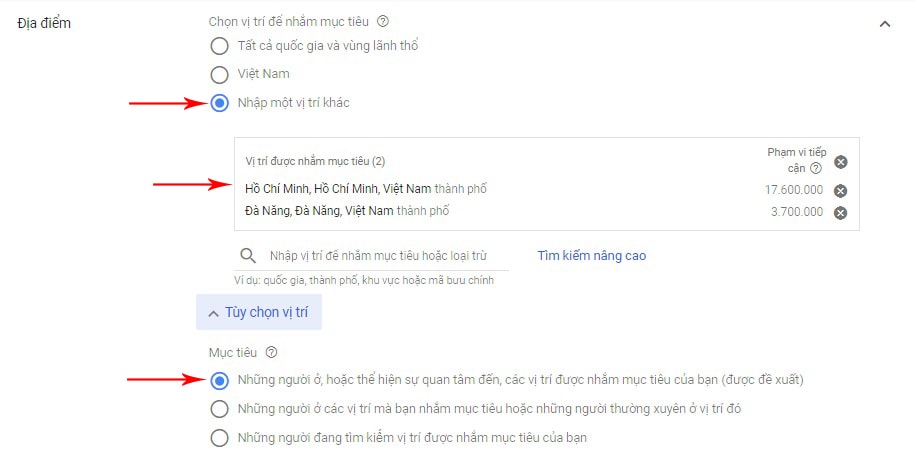 Địa điểm
Chọn vị trí để nhắm mục tiêu
Tất cả quốc gia và vùng lãnh thổ
Việt Nam
Nhập một vị trí khác
Vị trí được nhắm mục tiêu (2)
Phạm vi tiếp
cận
Hồ Chí Minh, Hồ Chí Minh, Việt Nam thành phố 17.600.000
Đà Nẵng, Đà Nẵng, Việt Nam thành phố 3.700.000
Nhập vị trí để nhắm mục tiêu hoặc loại trừ Tìm kiếm nâng cao
Ví dụ: quốc gia, thành phố, khu vực hoặc mã bưu chính
Tùy chọn vị trí
Mục tiêu
Những người ở, hoặc thể hiện sự quan tâm đến, các vị trí được nhắm mục tiêu của bạn (được đề xuất)
Những người ở các vị trí mà bạn nhắm mục tiêu hoặc những người thường xuyên ở vị trí đó
Những người đang tìm kiếm vị trí được nhắm mục tiêu của bạn